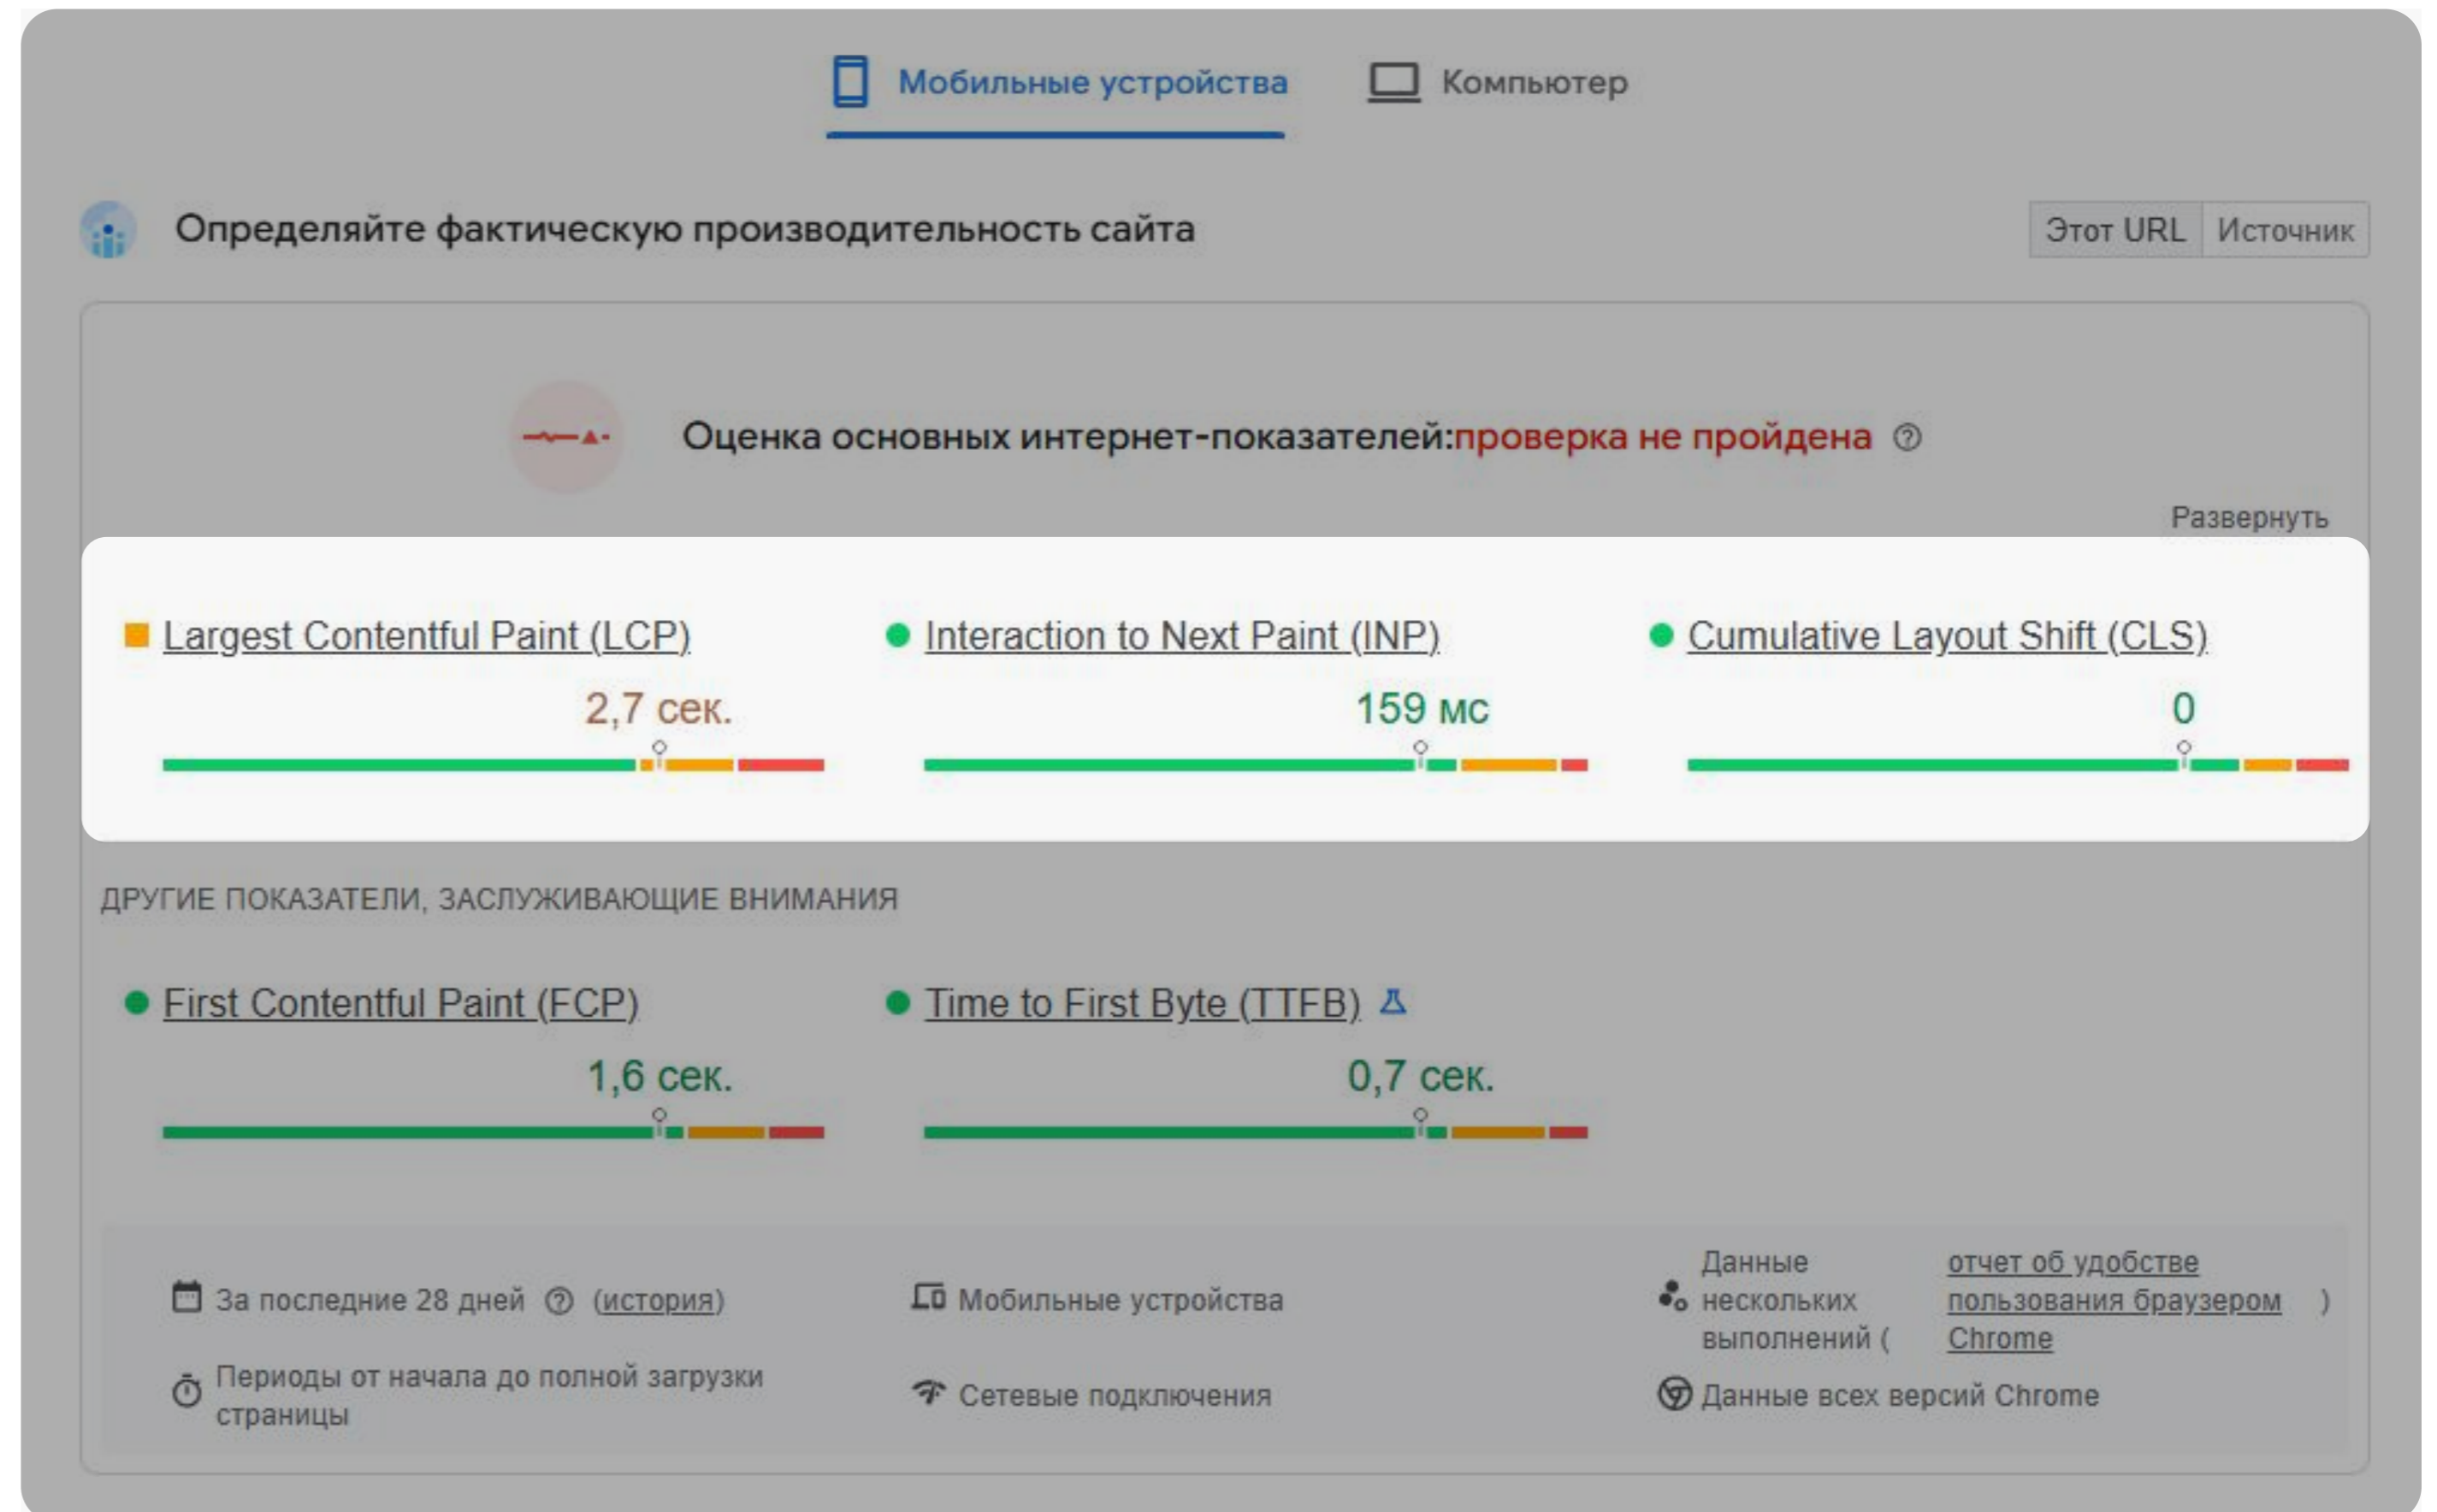 Мобильные устройства
Компьютер
Определяйте фактическую производительность сайта
Этот URL
Источник
Оценка основных интернет-показателей:проверка не пройдена
Развернуть
Largest Contentful Paint (LCP)
2,7 сек.
Interaction to Next Paint (INP)
159 мс
Cumulative Layout Shift (CLS)
0
ДРУГИЕ ПОКАЗАТЕЛИ, ЗАСЛУЖИВАЮЩИЕ ВНИМАНИЯ
First Contentful Paint (FCP)
1,6 сек.
Time to First Byte (TTFB)
0,7 сек.
За последние 28 дней (история)
Мобильные устройства
Данные
нескольких
выполнений (
отчет об удобстве
пользования браузером )
Chrome
Периоды от начала до полной загрузки
страницы
Сетевые подключения
Данные всех версий Chrome